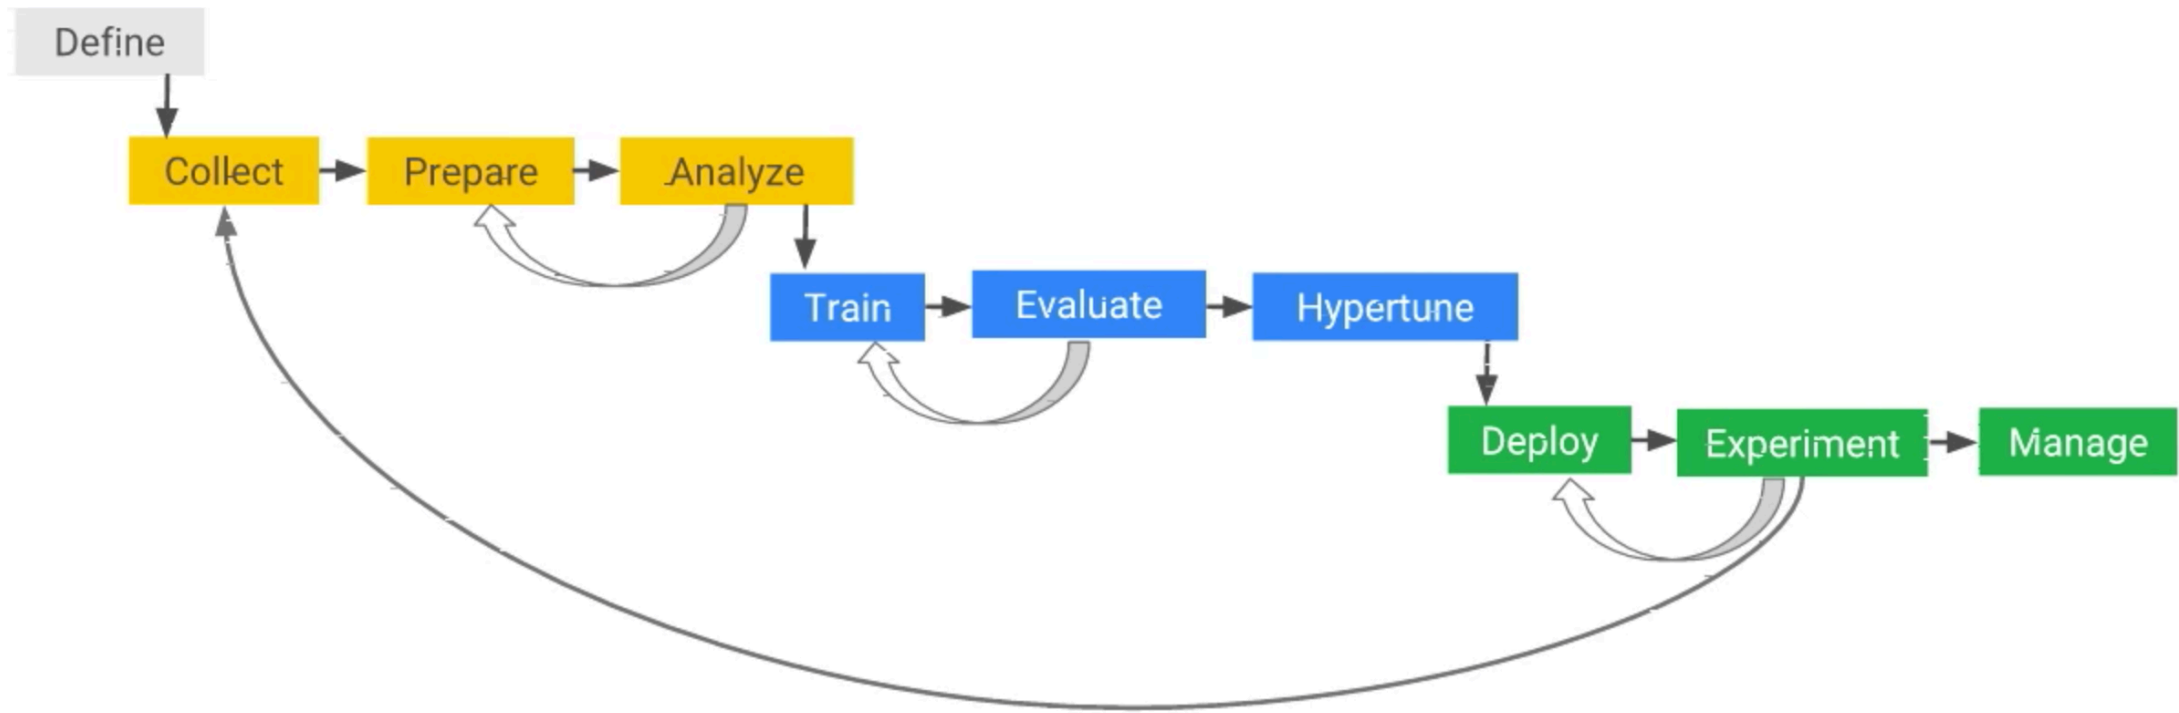 Define
Collect
Prepare
Analyze
Train
Evaluate
Hypertune
Deploy
Experiment
Manage